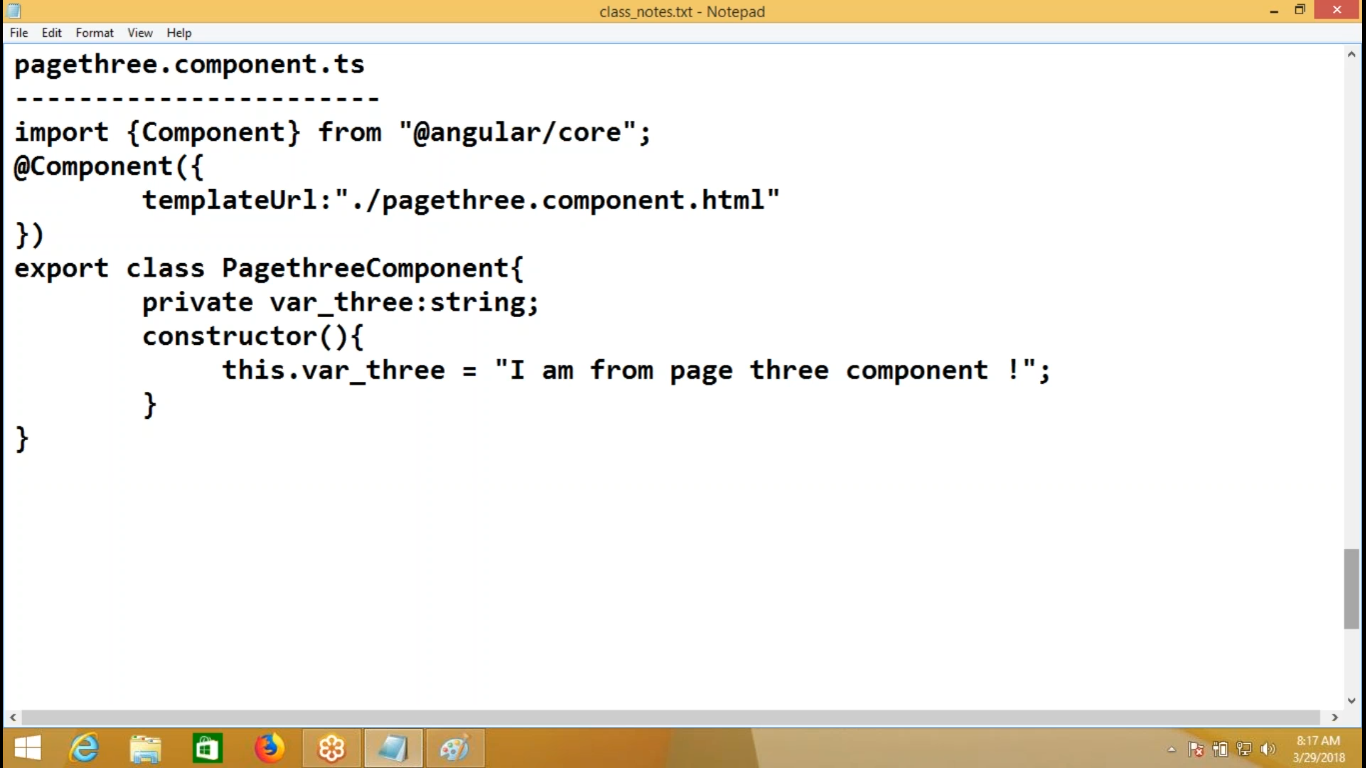 class_notes.txt - Notepad
File Edit Format View Help
pagethree.component.ts
-----------------------
import {Component} from "@angular/core";
@Component({
        templateUrl:"./pagethree.component.html"
})
export class PagethreeComponent{
        private var_three:string;
        constructor(){
             this.var_three = "I am from page three component !";
        }
}
8:17 AM
3/29/2018